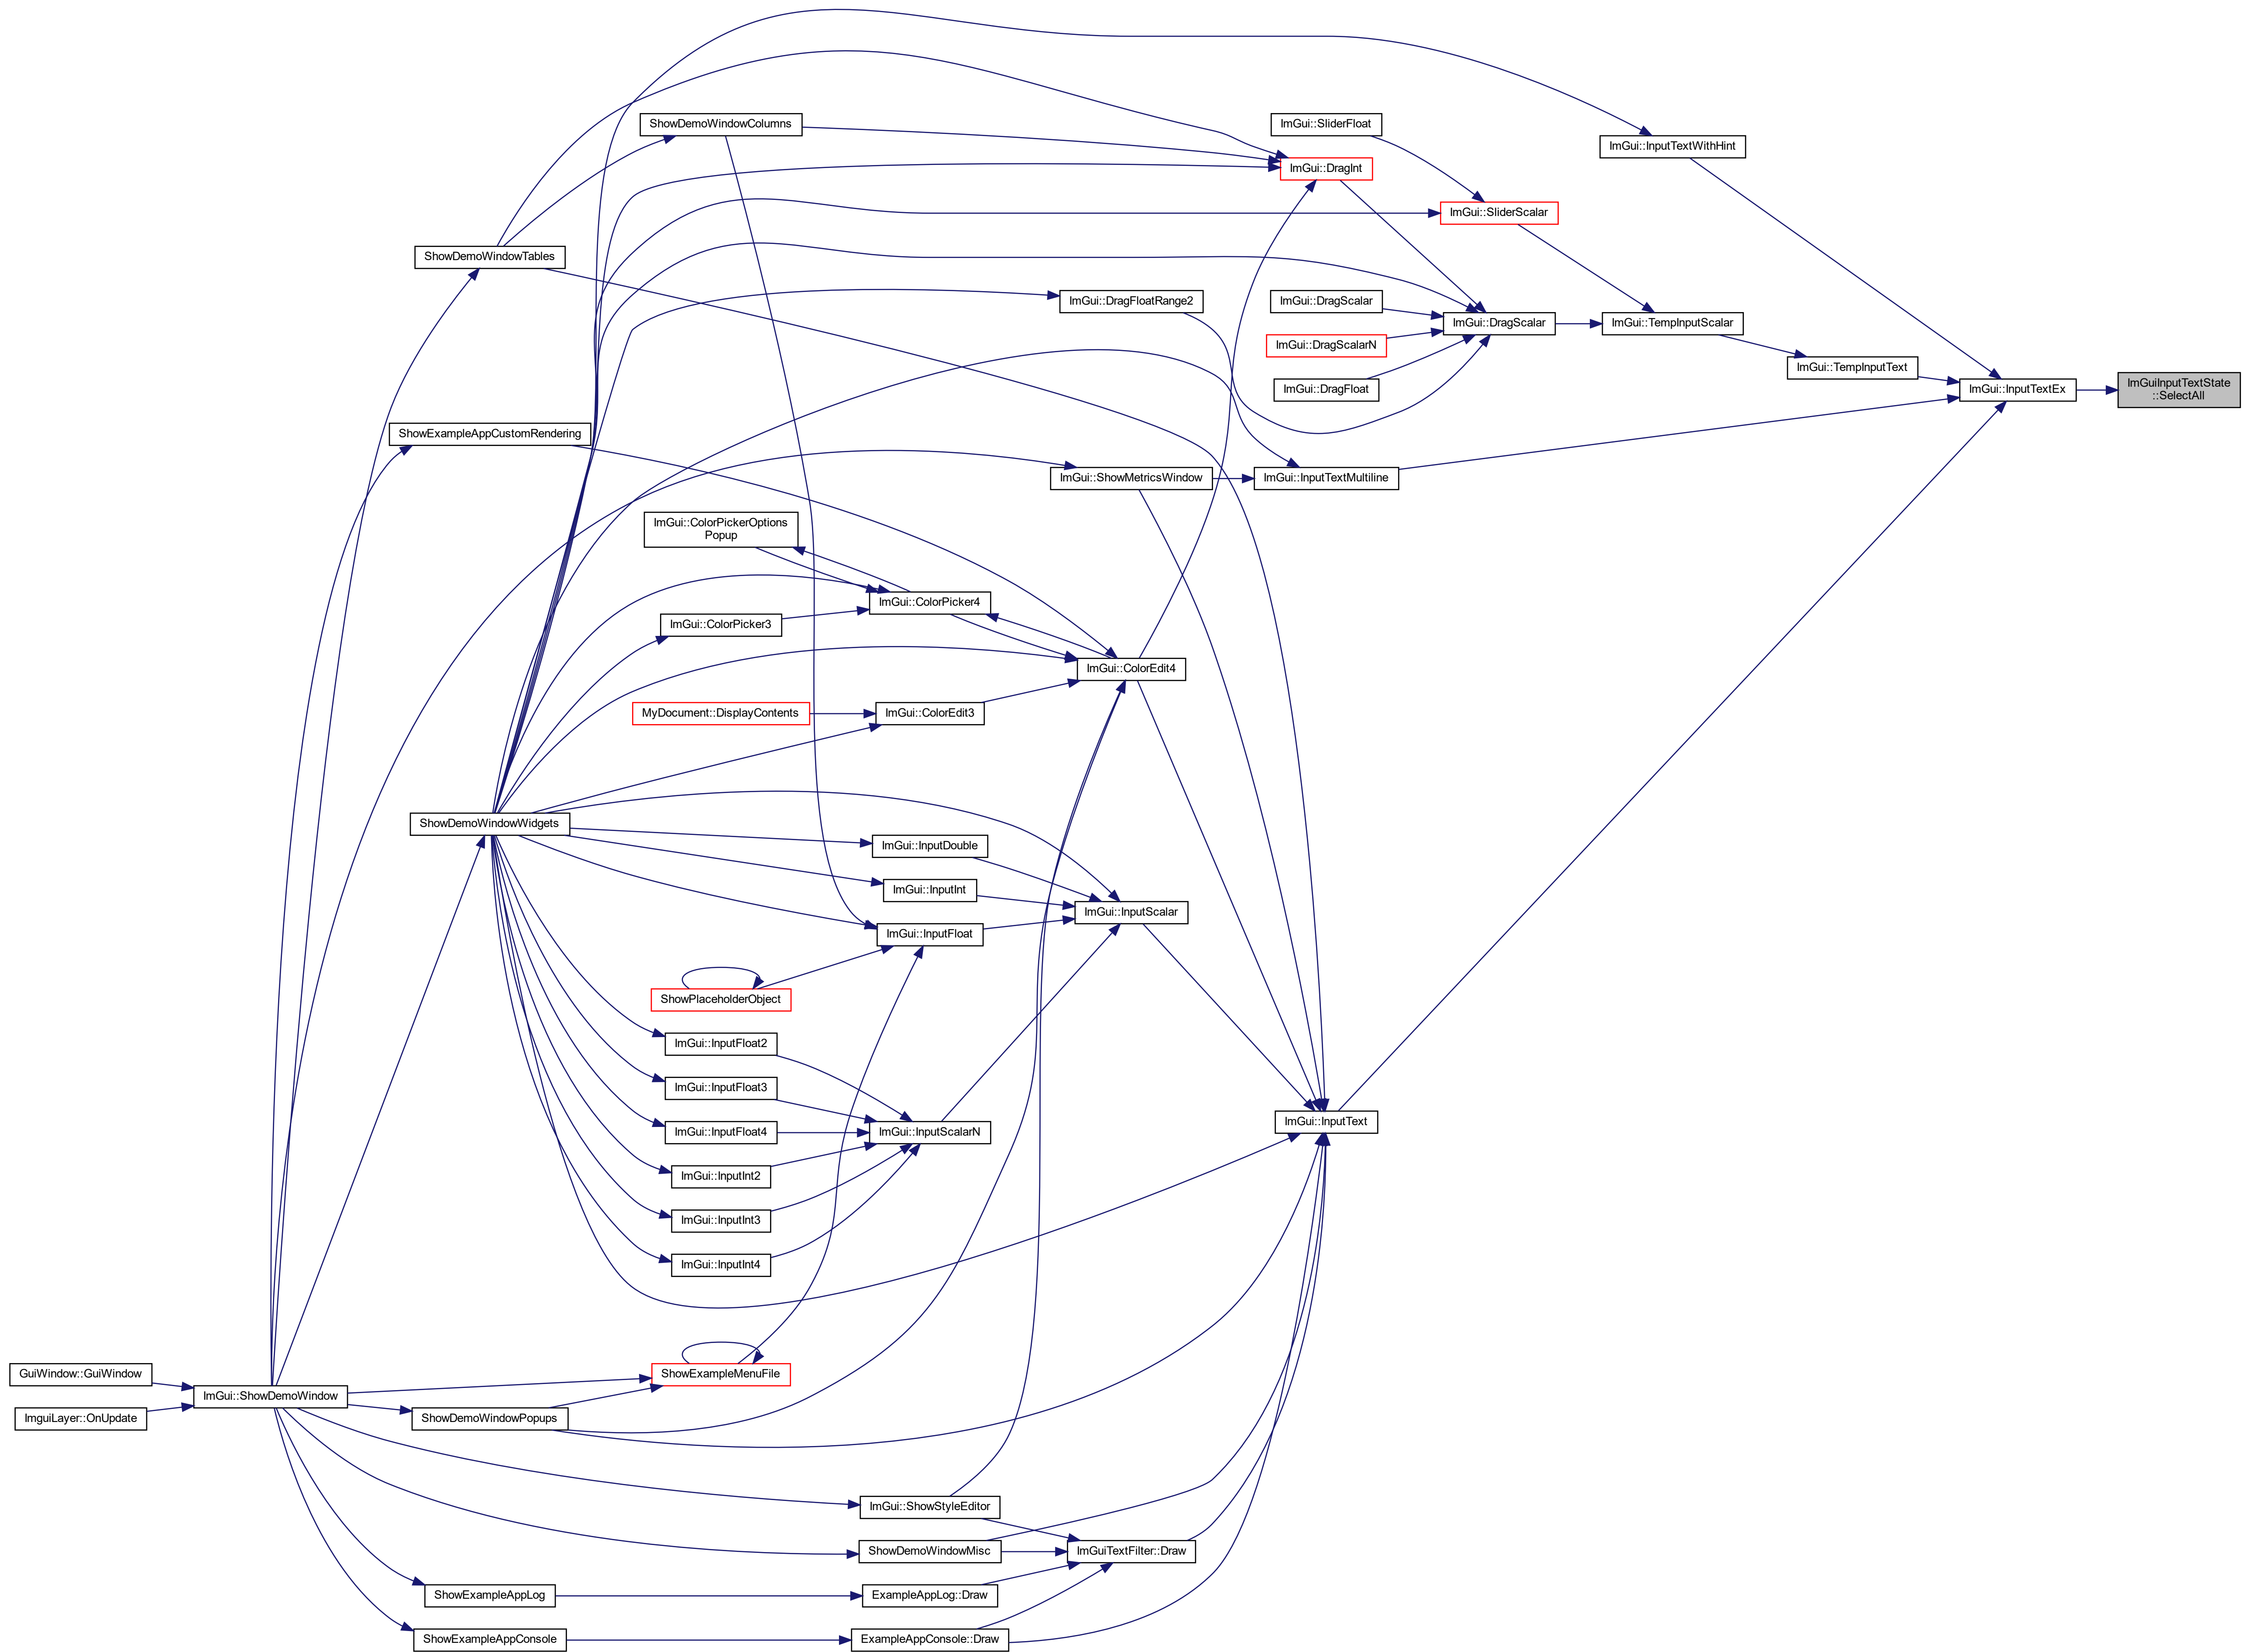 ShowDemoWindowColumns
ImGui::SliderFloat
ImGui::InputTextWithHint
ImGui::DragInt
ImGui::SliderScalar
ShowDemoWindowTables
ImGui::DragFloatRange2
ImGui::DragScalar
ImGui::DragScalar
ImGui::TempInputScalar
ImGui::DragScalarN
ImGui::TempInputText
ImGui::DragFloat
ImGui::InputTextEx
ImGuiInputTextState
::SelectAll
ShowExampleAppCustomRendering
ImGui::ShowMetricsWindow
ImGui::InputTextMultiline
ImGui::ColorPickerOptions
Popup
ImGui::ColorPicker4
ImGui::ColorPicker3
ImGui::ColorEdit4
MyDocument::DisplayContents
ImGui::ColorEdit3
ShowDemoWindowWidgets
ImGui::InputDouble
ImGui::InputInt
ImGui::InputScalar
ImGui::InputFloat
ShowPlaceholderObject
ImGui::InputFloat2
ImGui::InputFloat3
ImGui::InputFloat4
ImGui::InputScalarN
ImGui::InputText
ImGui::InputInt2
ImGui::InputInt3
ImGui::InputInt4
GuiWindow::GuiWindow
ShowExampleMenuFile
ImGui::ShowDemoWindow
ImguiLayer::OnUpdate
ShowDemoWindowPopups
ImGui::ShowStyleEditor
ShowDemoWindowMisc
ImGuiTextFilter::Draw
ShowExampleAppLog
ExampleAppLog::Draw
ShowExampleAppConsole
ExampleAppConsole::Draw